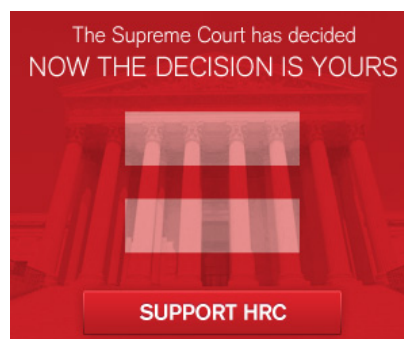 The Supreme Court has decided
NOW THE DECISION IS YOURS
SUPPORT HRC